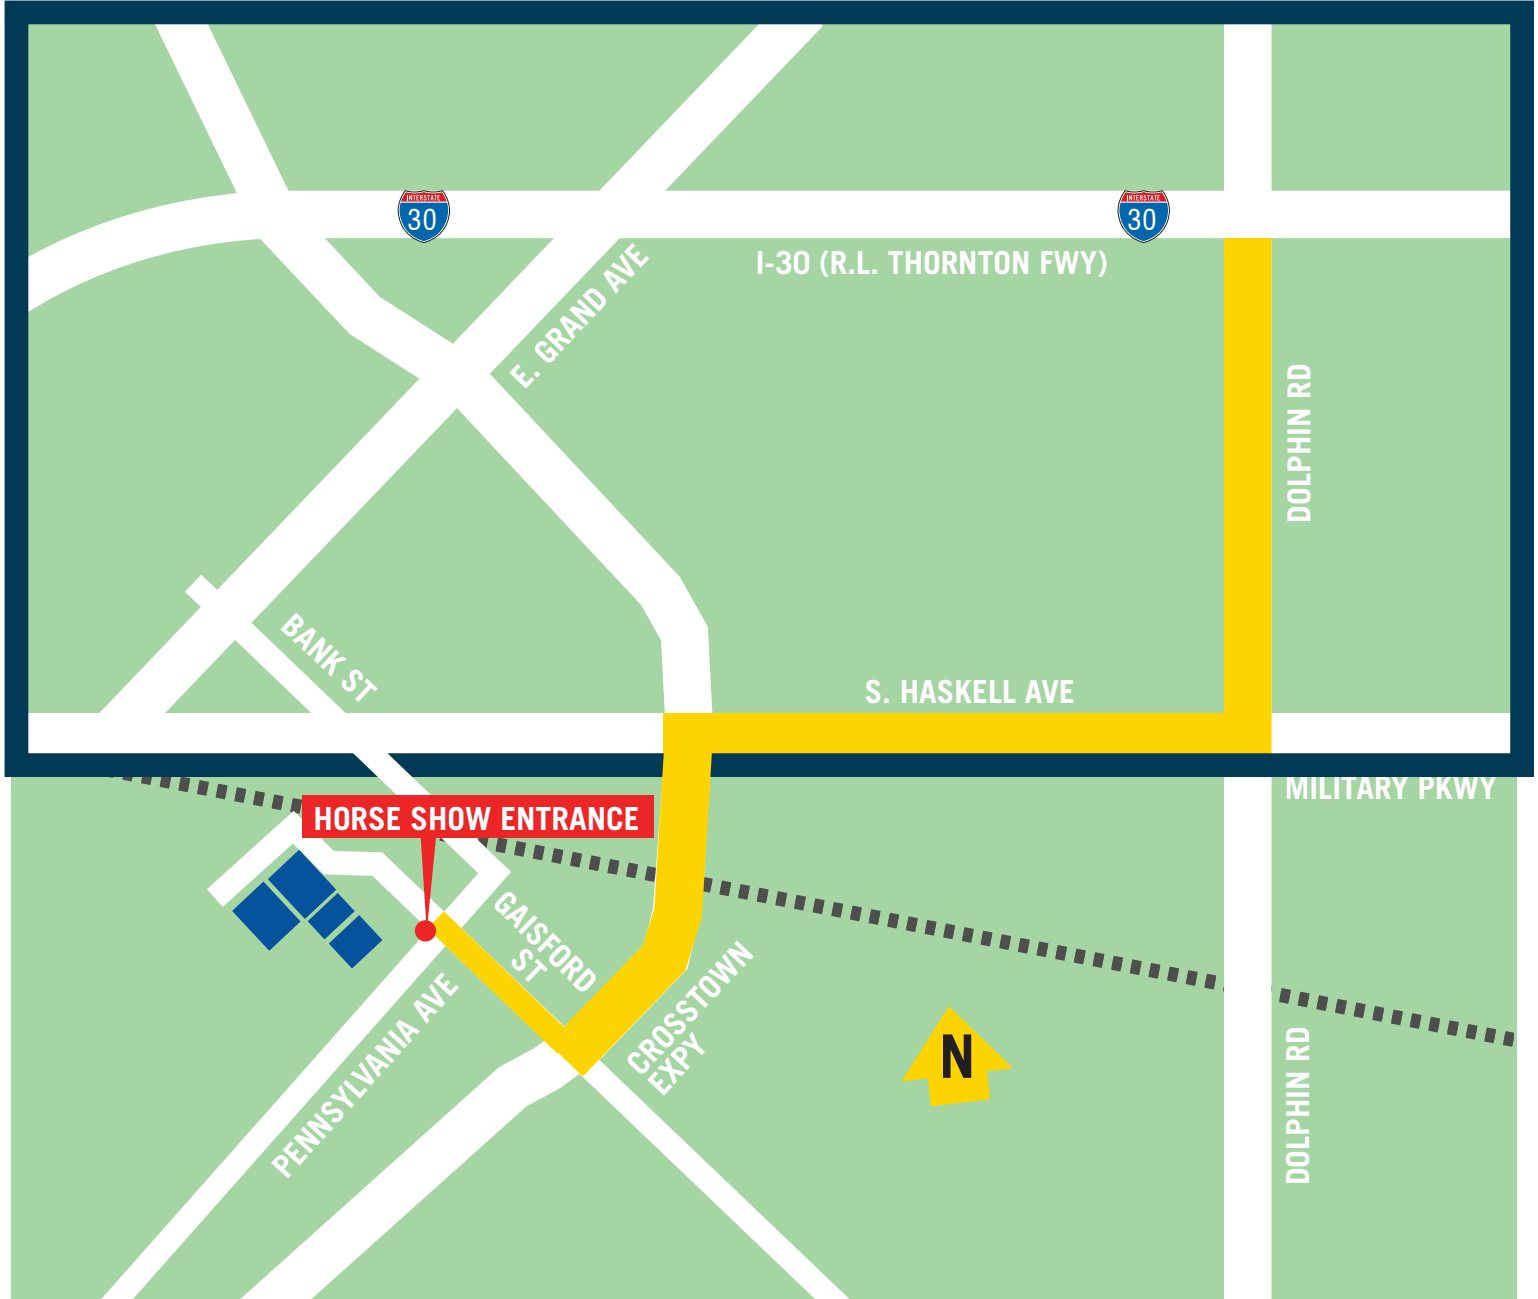 INTERSTATE
30
INTERSTATE
30
I-30 (R.L. THORNTON FWY)
E. GRAND AVE
DOLPHIN RD
BANK ST
S. HASKELL AVE
MILITARY PKWY
HORSE SHOW ENTRANCE
GAISFORD
ST
CROSSTOWN
EXPY
PENNSYLVANIA AVE
N
DOLPHIN RD